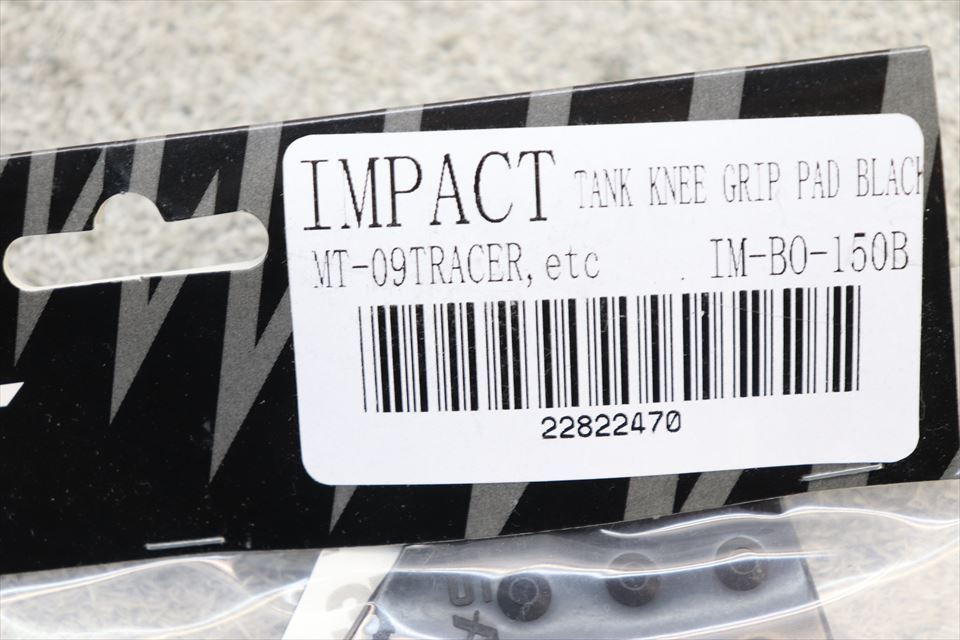 IMPACT TANK KNEE GRIP PAD BLACK
MT-09TRACER,etc IM-BO-150B
22822470